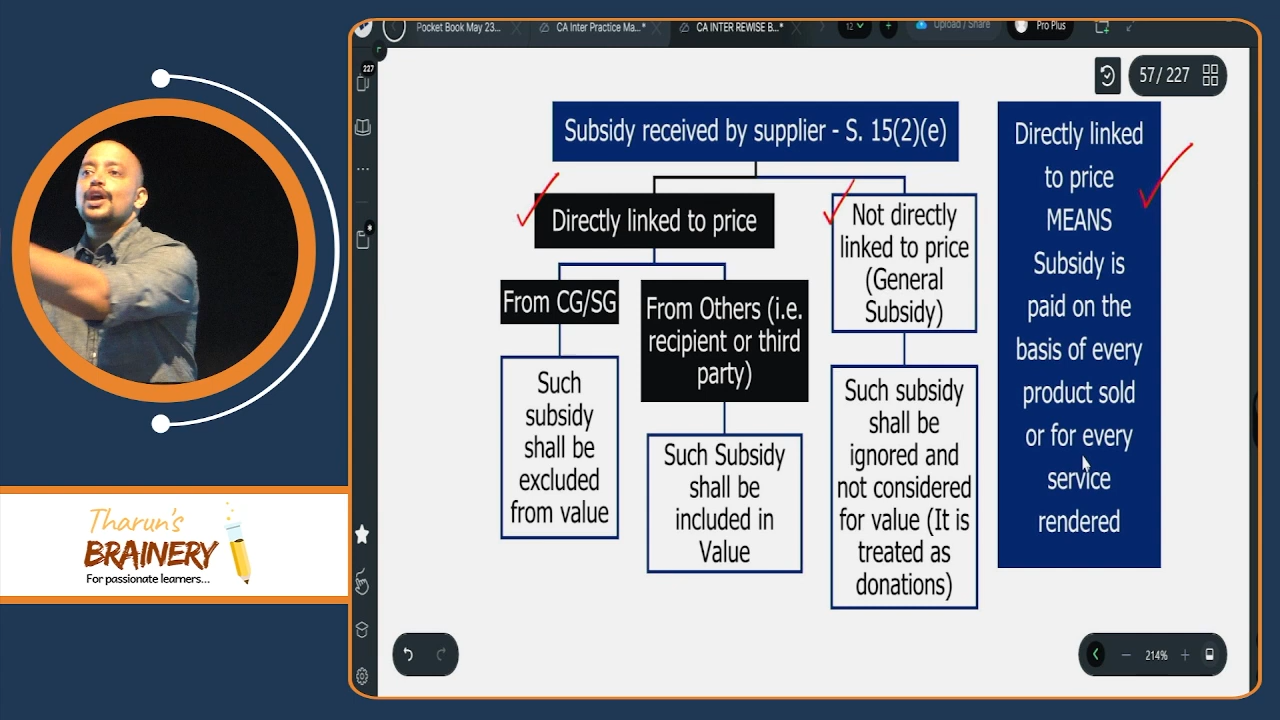 Pocket Book May 23...
CA Inter Practice Ma...*
CA INTER REWISE B...*
12
Upload / Share
Pro Plus
227
57 / 227
Subsidy received by supplier - S. 15(2)(e)
Directly linked to price
From CG/SG
Such
subsidy
shall be
excluded
from value
From Others (i.e.
recipient or third
party)
Such Subsidy
shall be
included in
Value
Not directly
linked to price
(General
Subsidy)
Such subsidy
shall be
ignored and
not considered
for value (It is
treated as
donations)
Directly linked
to price
MEANS
Subsidy is
paid on the
basis of every
product sold
or for every
service
rendered
Tharun's
BRAINERY
For passionate learners...
214%